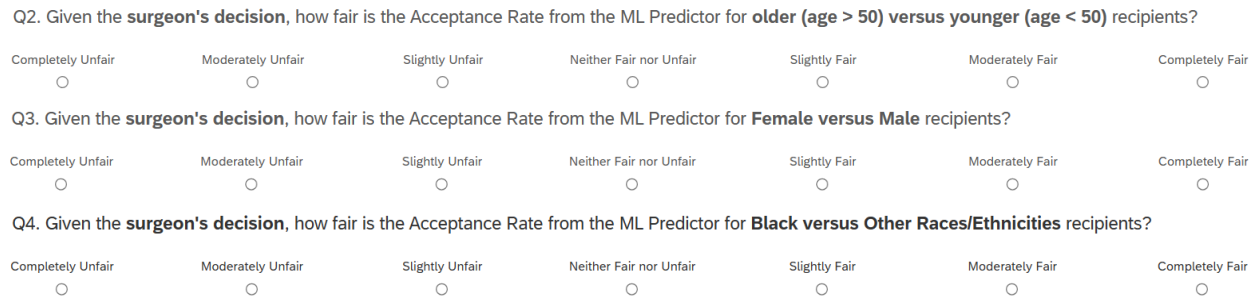 Q2. Given the surgeon's decision, how fair is the Acceptance Rate from the ML Predictor for older (age > 50) versus younger (age < 50) recipients?
Completely Unfair Moderately Unfair Slightly Unfair Neither Fair nor Unfair Slightly Fair Moderately Fair Completely Fair
Q3. Given the surgeon's decision, how fair is the Acceptance Rate from the ML Predictor for Female versus Male recipients?
Completely Unfair Moderately Unfair Slightly Unfair Neither Fair nor Unfair Slightly Fair Moderately Fair Completely Fair
Q4. Given the surgeon's decision, how fair is the Acceptance Rate from the ML Predictor for Black versus Other Races/Ethnicities recipients?
Completely Unfair Moderately Unfair Slightly Unfair Neither Fair nor Unfair Slightly Fair Moderately Fair Completely Fair